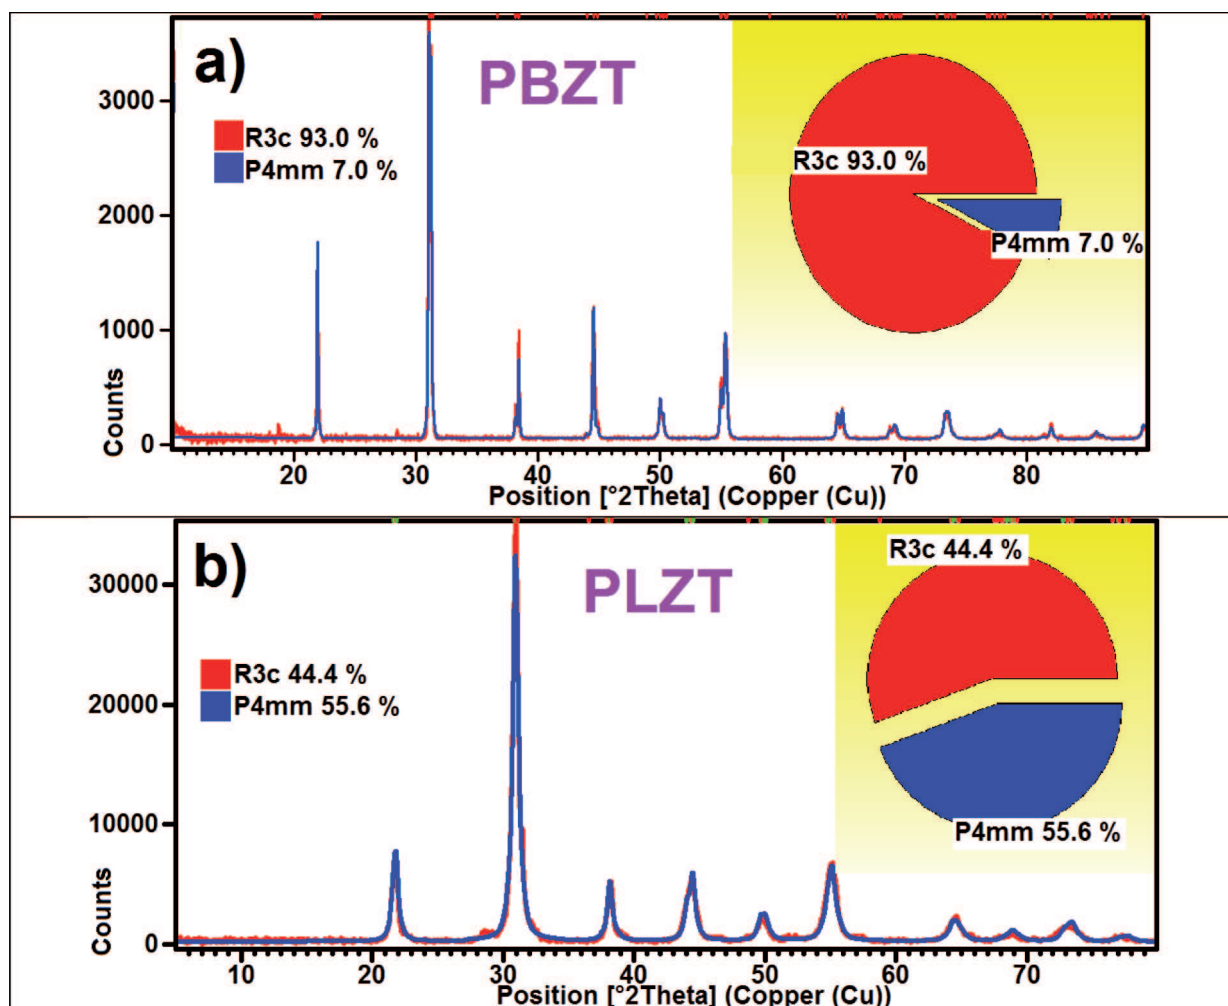 a)
PBZT
3000
2000
1000
0
Counts
R3c 93.0 %
P4mm 7.0 %
R3c 93.0 %
P4mm 7.0 %
20 30 40 50 60 70 80
Position [°2Theta] (Copper (Cu))
b)
PLZT
30000
20000
10000
0
Counts
R3c 44.4 %
P4mm 55.6 %
R3c 44.4 %
P4mm 55.6 %
10 20 30 40 50 60 70
Position [°2Theta] (Copper (Cu))